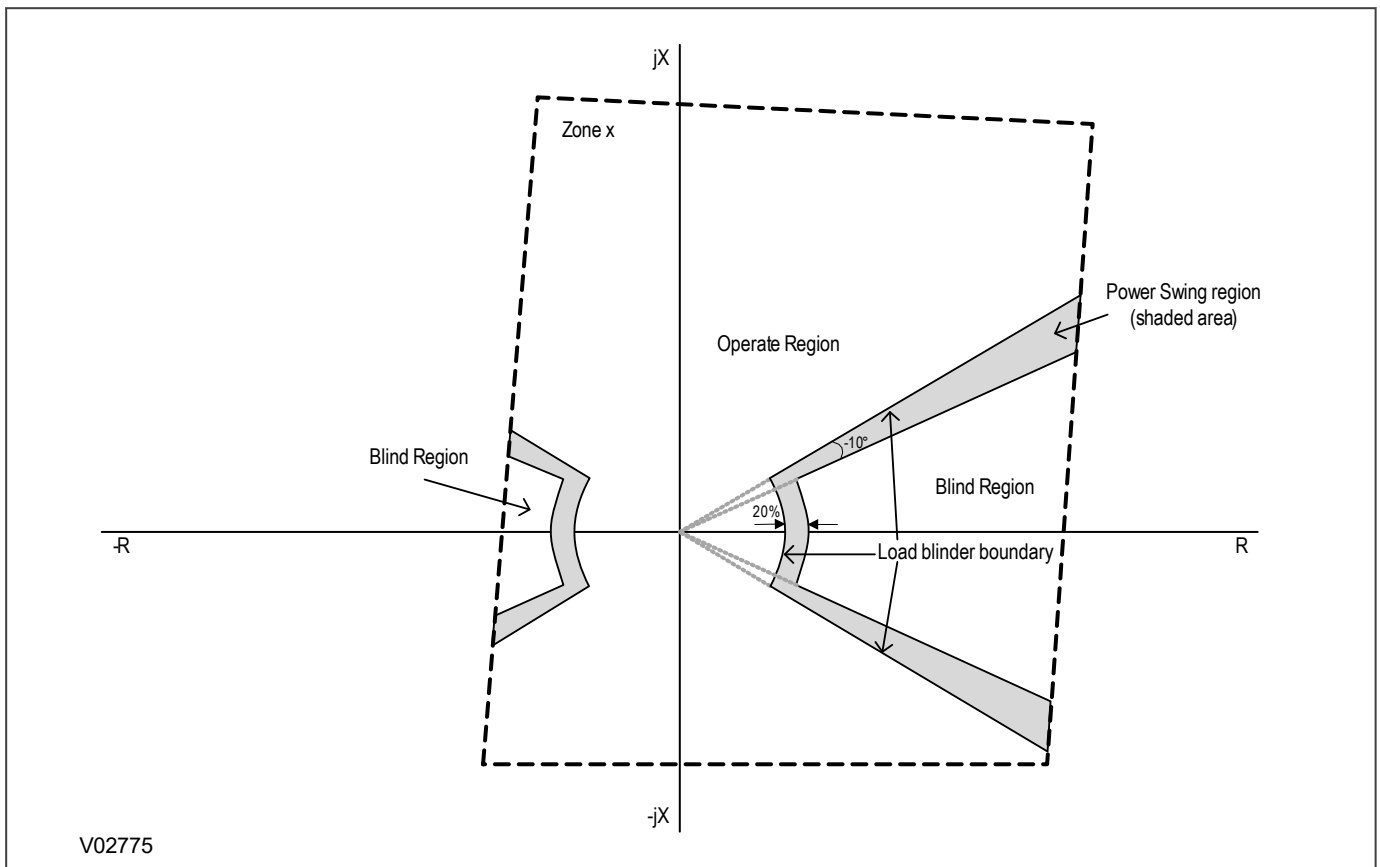 jX
Zone x
Power Swing region
(shaded area)
Operate Region
-10°
Blind Region
Blind Region
20%
-R
Load blinder boundary
R
-jX
V02775